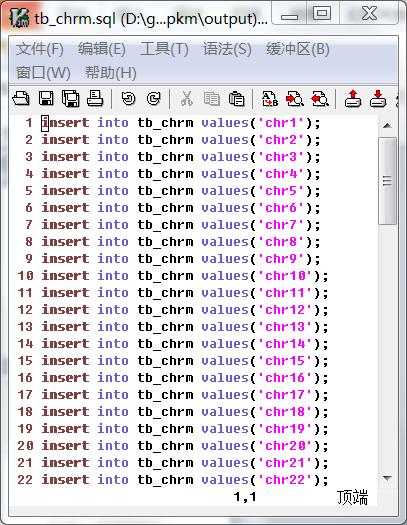 tb_chrm.sql (D:\g...pkm\output)...
文件(F) 编辑(E) 工具(T) 语法(S) 缓冲区(B)
窗口(W) 帮助(H)
1 insert into tb_chrm values('chr1');
2 insert into tb_chrm values('chr2');
3 insert into tb_chrm values('chr3');
4 insert into tb_chrm values('chr4');
5 insert into tb_chrm values('chr5');
6 insert into tb_chrm values('chr6');
7 insert into tb_chrm values('chr7');
8 insert into tb_chrm values('chr8');
9 insert into tb_chrm values('chr9');
10 insert into tb_chrm values('chr10');
11 insert into tb_chrm values('chr11');
12 insert into tb_chrm values('chr12');
13 insert into tb_chrm values('chr13');
14 insert into tb_chrm values('chr14');
15 insert into tb_chrm values('chr15');
16 insert into tb_chrm values('chr16');
17 insert into tb_chrm values('chr17');
18 insert into tb_chrm values('chr18');
19 insert into tb_chrm values('chr19');
20 insert into tb_chrm values('chr20');
21 insert into tb_chrm values('chr21');
22 insert into tb_chrm values('chr22');
1,1 顶端